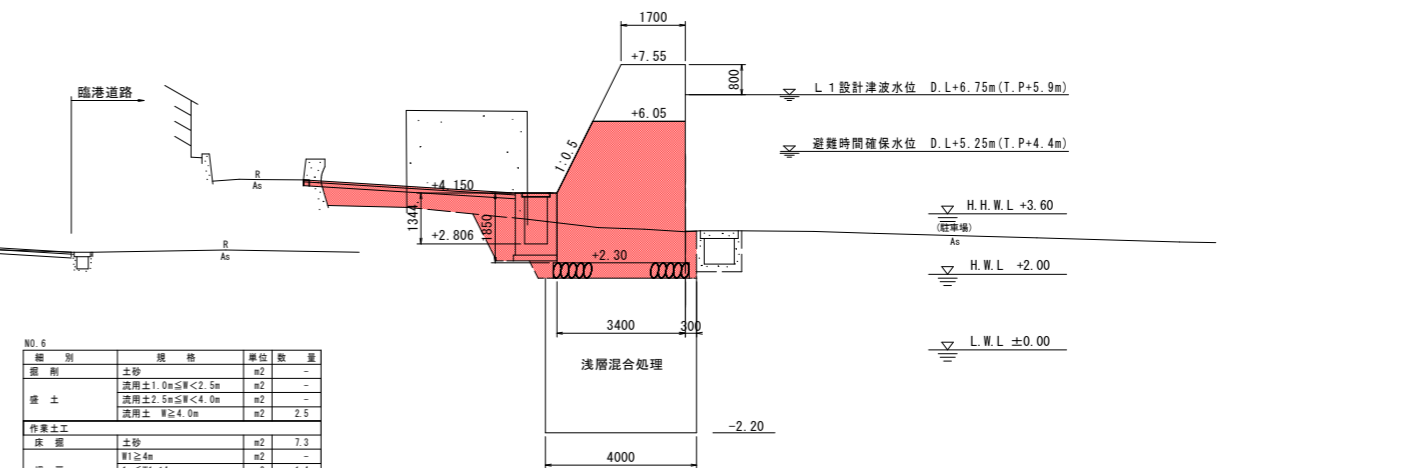 1700
+7.55
800
臨港道路
L1設計津波水位 D.L+6.75m(T.P+5.9m)
+6.05
1:0.5
避難時間確保水位 D.L+5.25m(T.P+4.4m)
R
As
+4.150
1344
1850
H.H.W.L +3.60
(駐車場)
As
+2.806
R
As
+2.30
H.W.L +2.00
3400
300
L.W.L ±0.00
浅層混合処理
-2.20
4000
NO.6
細 別 規 格 単位 数 量
掘 削 土砂 m2 -
盛 土 流用土1.0m≦W<2.5m m2 -
流用土2.5m≦W<4.0m m2 -
流用土 W≧4.0m m2 2.5
作業土工
床 掘 土砂 m2 7.3
W1≧4m m2 -